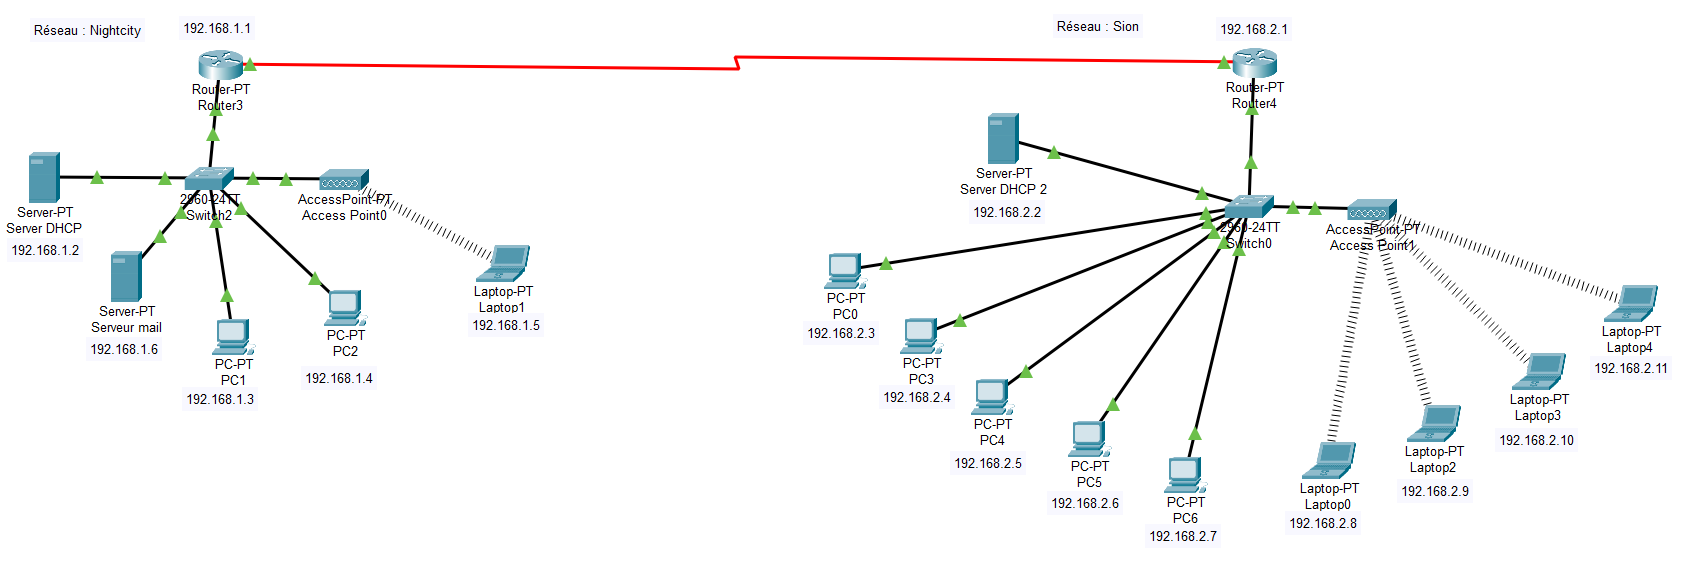 Réseau : Nightcity
192.168.1.1
Router-PT
Router3
Server-PT
Server DHCP
192.168.1.2
2960-24TT
Switch2
AccessPoint-PT
Access Point0
Server-PT
Serveur mail
192.168.1.6
PC-PT
PC1
192.168.1.3
PC-PT
PC2
192.168.1.4
Laptop-PT
Laptop1
192.168.1.5
Réseau : Sion
192.168.2.1
Router-PT
Router4
Server-PT
Server DHCP 2
192.168.2.2
2960-24TT
Switch0
AccessPoint-PT
Access Point1
PC-PT
PC0
192.168.2.3
PC-PT
PC3
192.168.2.4
PC-PT
PC4
192.168.2.5
PC-PT
PC5
192.168.2.6
PC-PT
PC6
192.168.2.7
Laptop-PT
Laptop0
192.168.2.8
Laptop-PT
Laptop2
192.168.2.9
Laptop-PT
Laptop3
192.168.2.10
Laptop-PT
Laptop4
192.168.2.11